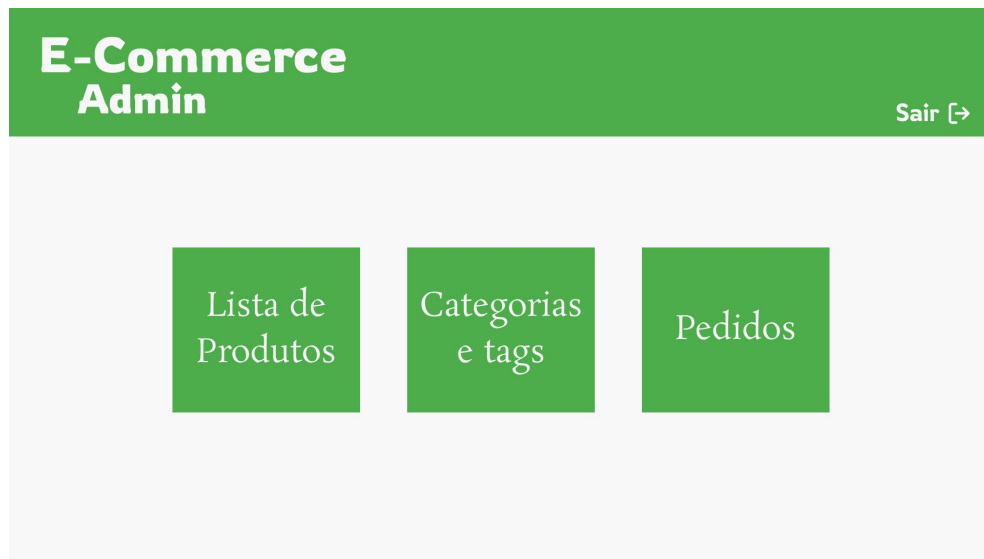 E-Commerce
Admin
Sair
Lista de
Produtos
Categorias
e tags
Pedidos